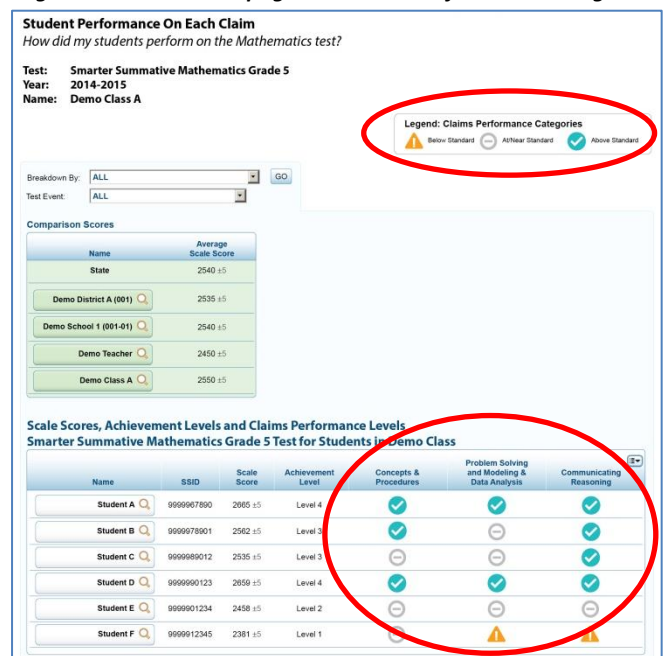 Student Performance On Each Claim
How did my students perform on the Mathematics test?
Test: Smarter Summative Mathematics Grade 5
Year: 2014-2015
Name: Demo Class A
Legend: Claims Performance Categories
Below Standard At/Near Standard Above Standard
Breakdown By: ALL GO
Test Event: ALL
Comparison Scores
Name Average Scale Score
State 2540 ±5
Demo District A (001) 2535 ±5
Demo School 1 (001-01) 2540 ±5
Demo Teacher 2450 ±5
Demo Class A 2550 ±5
Scale Scores, Achievement Levels and Claims Performance Levels
Smarter Summative Mathematics Grade 5 Test for Students in Demo Class
Name SSID Scale Score Achievement Level Concepts & Procedures Problem Solving and Modeling & Data Analysis Communicating Reasoning
Student A 9999967890 2665 ±5 Level 4
Student B 9999978901 2562 ±5 Level 3
Student C 9999989012 2535 ±5 Level 3
Student D 9999990123 2659 ±5 Level 4
Student E 9999901234 2458 ±5 Level 2
Student F 9999912345 2381 ±5 Level 1